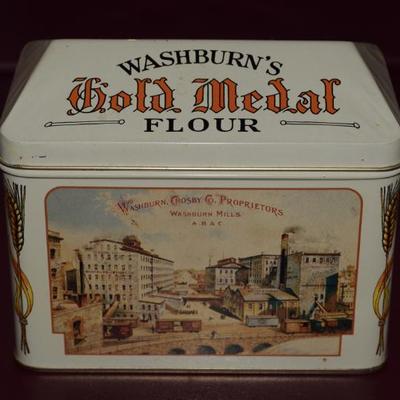 WASHBURN'S
Gold Medal
FLOUR
WASHBURN, CROSBY CO. PROPRIETORS
WASHBURN MILLS
A. B. & C.